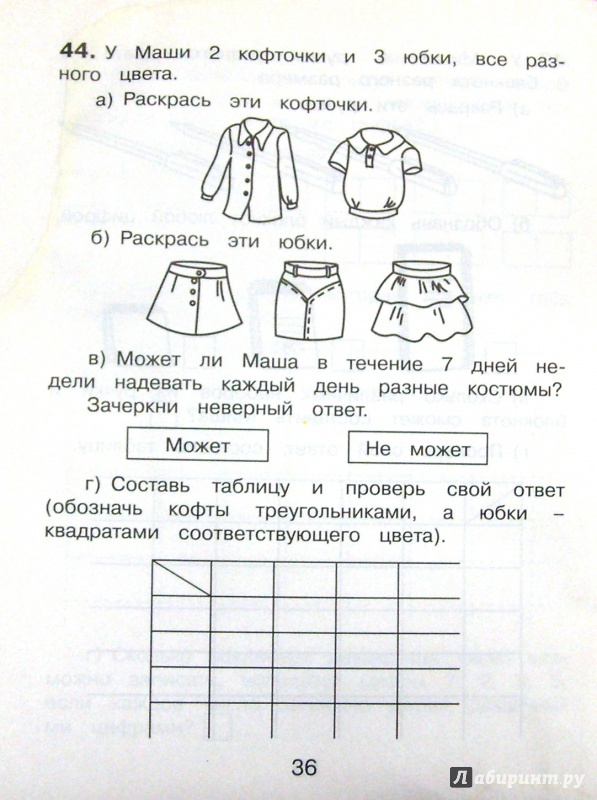 44. У Маши 2 кофточки и 3 юбки, все раз-
ного цвета.
а) Раскрась эти кофточки.
б) Раскрась эти юбки.
в) Может ли Маша в течение 7 дней не-
дели надевать каждый день разные костюмы?
Зачеркни неверный ответ.
Может
Не может
г) Составь таблицу и проверь свой ответ
(обозначь кофты треугольниками, а юбки –
квадратами соответствующего цвета).
36
Лабиринт.ру